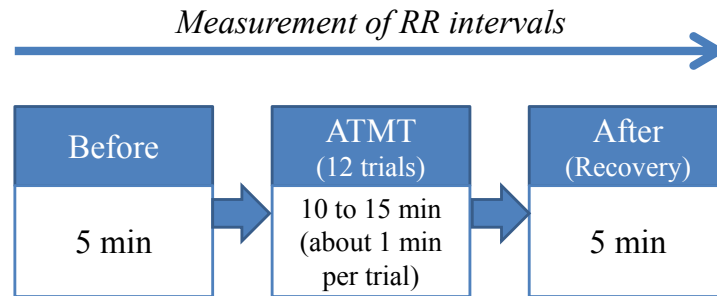 Measurement of RR intervals
Before
5 min
ATMT
(12 trials)
10 to 15 min
(about 1 min
per trial)
After
(Recovery)
5 min